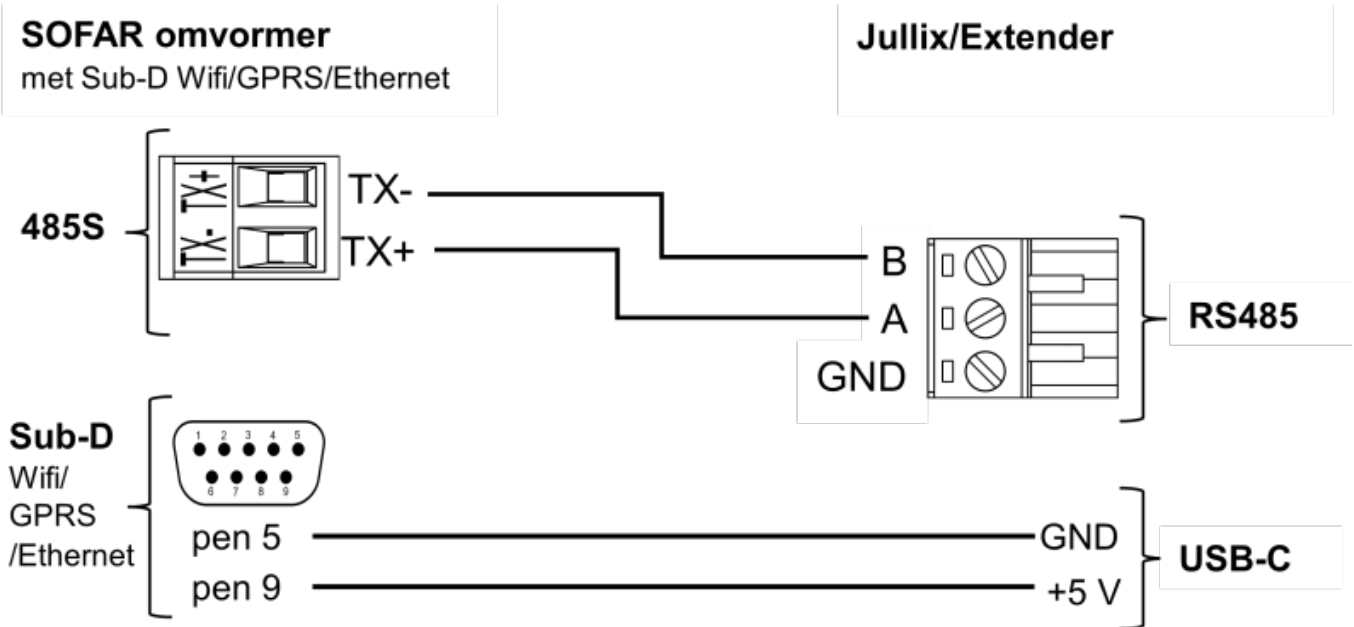 SOFAR omvormer
met Sub-D Wifi/GPRS/Ethernet
Jullix/Extender
485S
TX+
TX-
TX-
TX+
B
A
GND
RS485
Sub-D
Wifi/
GPRS
/Ethernet
1 2 3 4 5
6 7 8 9
pen 5
pen 9
GND
+5 V
USB-C